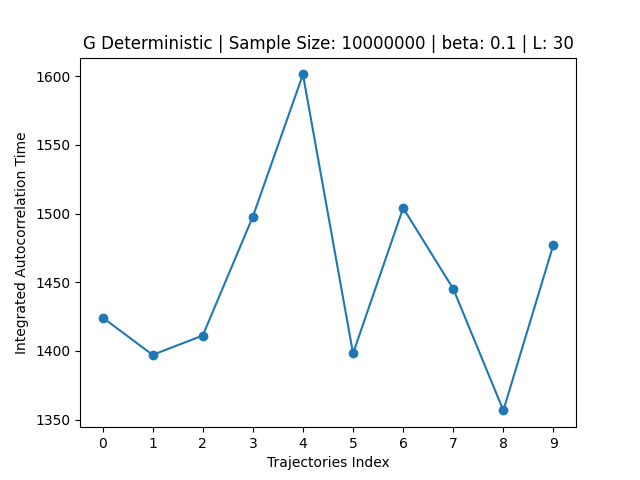 G Deterministic | Sample Size: 10000000 | beta: 0.1 | L: 30
1600
1550
1500
1450
1400
1350
Integrated Autocorrelation Time
0 1 2 3 4 5 6 7 8 9
Trajectories Index